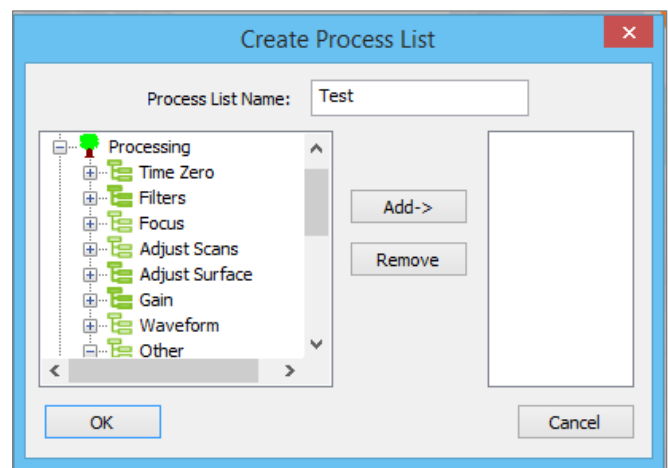 Create Process List
Process List Name: Test
Processing
Time Zero
Filters
Focus
Adjust Scans
Adjust Surface
Gain
Waveform
Other
Add->
Remove
OK
Cancel